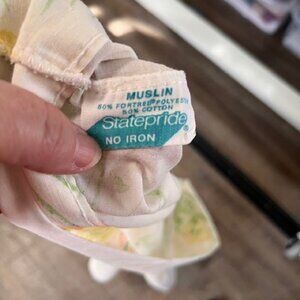 MUSLIN
50% FORTREL® POLYESTER
50% COTTON
Statepride®
NO IRON